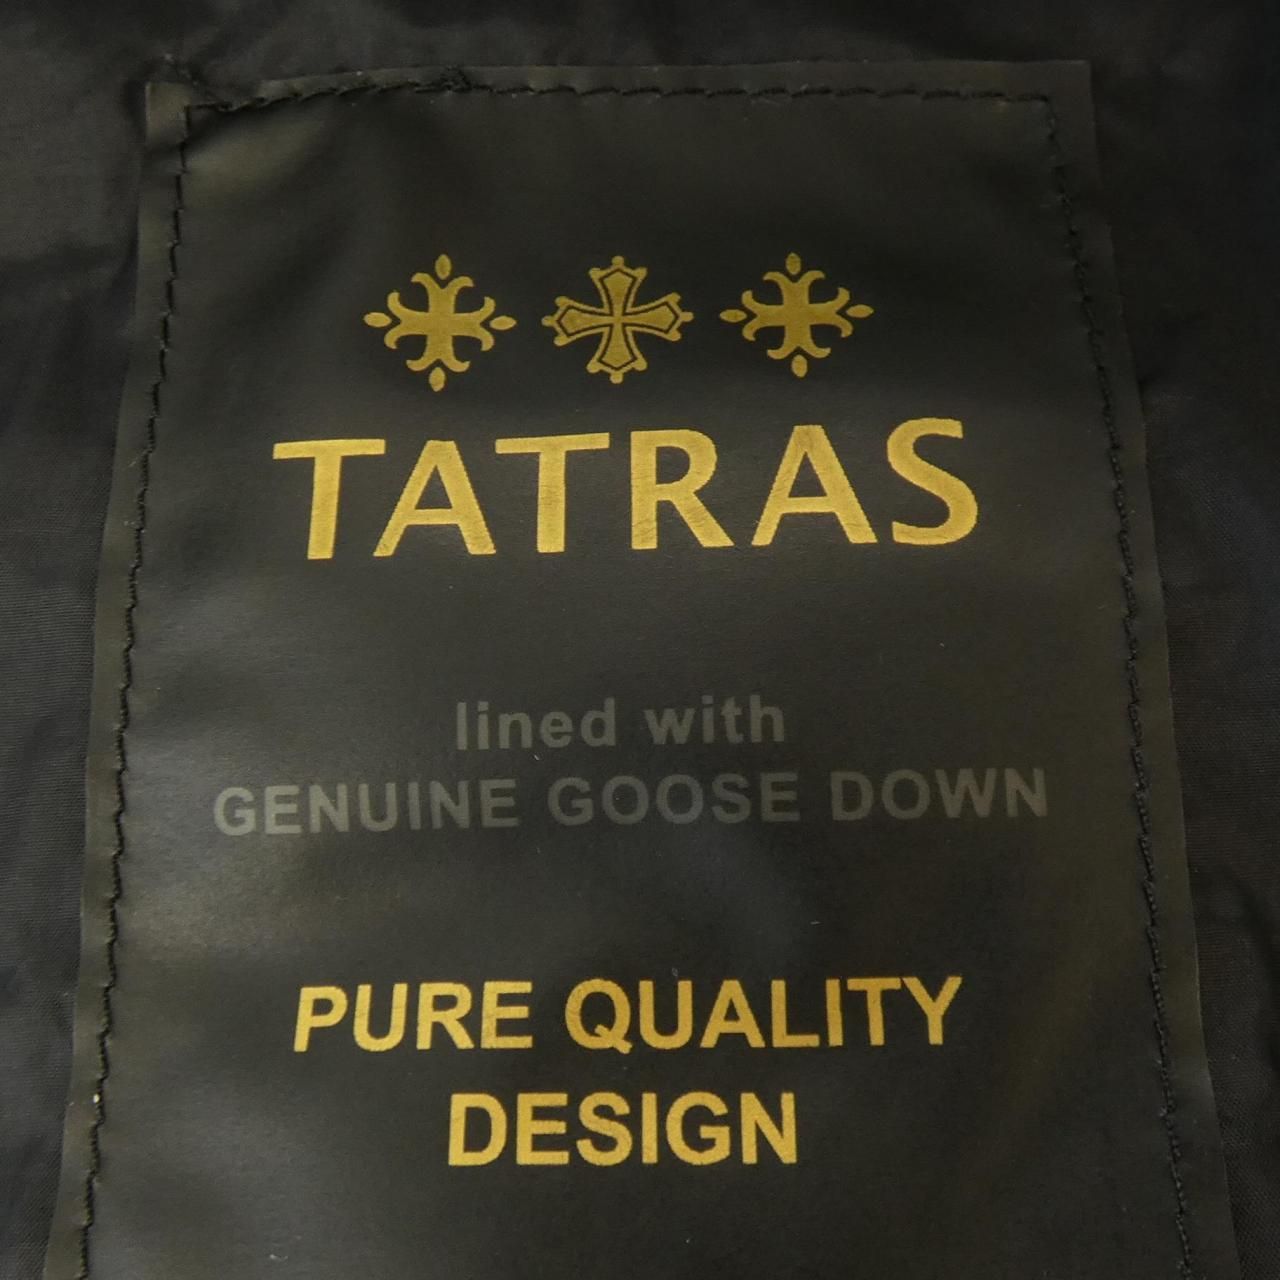 TATRAS
lined with
GENUINE GOOSE DOWN
PURE QUALITY
DESIGN